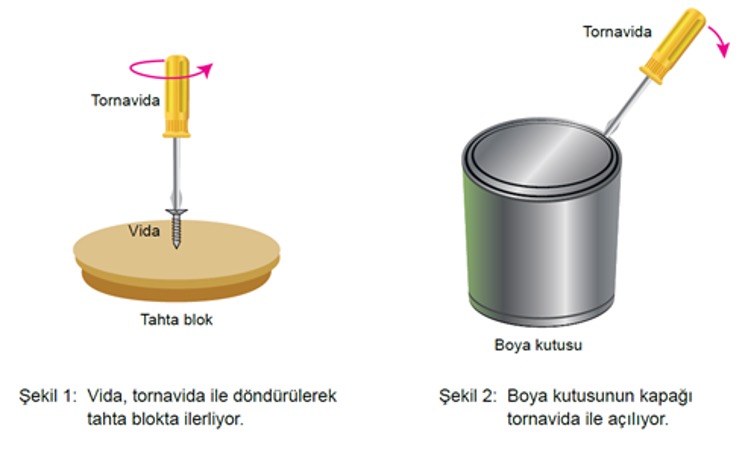 Tornavida
Vida
Tahta blok
Şekil 1: Vida, tornavida ile döndürülerek
tahta blokta ilerliyor.
Tornavida
Boya kutusu
Şekil 2: Boya kutusunun kapağı
tornavida ile açılıyor.